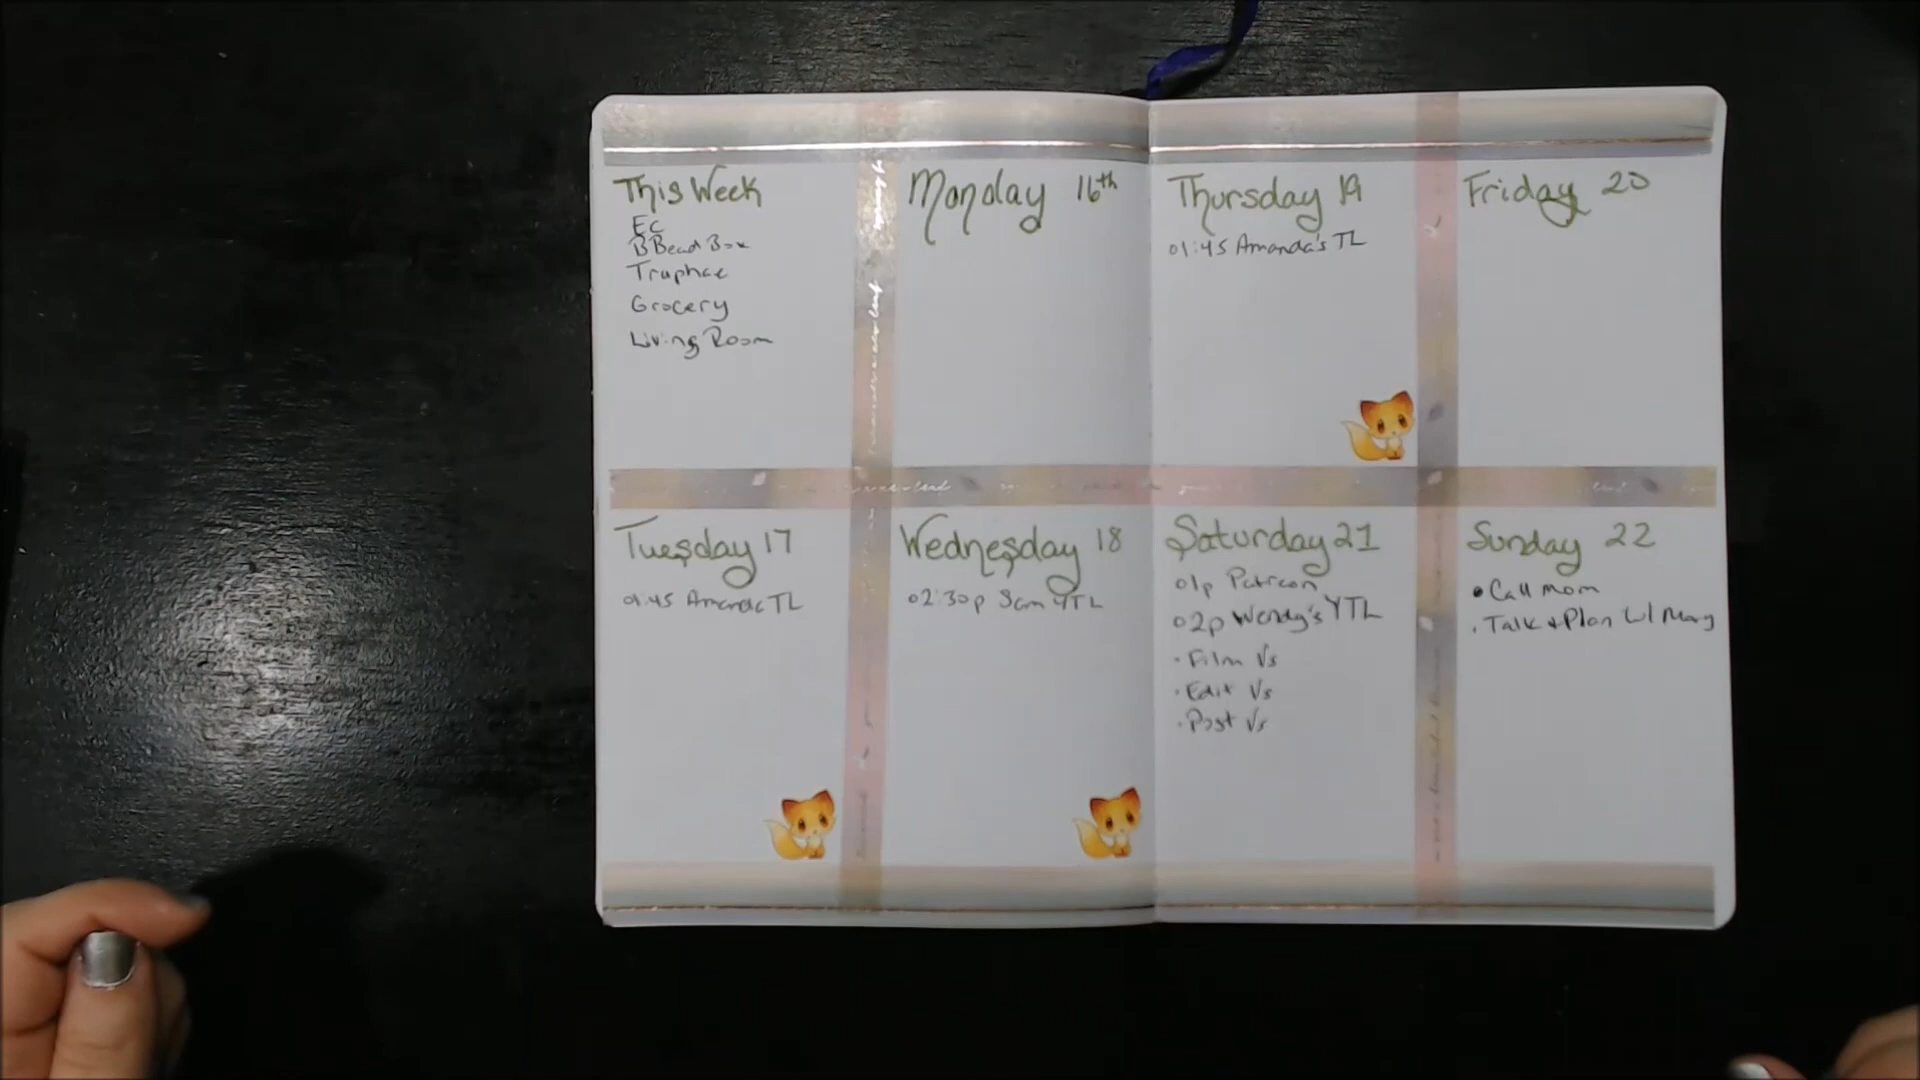 This Week
EC
BBead Box
Truphae
Grocery
Living Room
Monday 16th
Tuesday 17
01:45 Amanda TL
Wednesday 18
02:30p Sam YTL
Thursday 19
01:45 Amanda's TL
Friday 20
Saturday 21
01p Patreon
02p Wendy's YTL
• Film Vs
• Edit Vs
• Post Vs
Sunday 22
• Call mom
• Talk + Plan w/ Mary